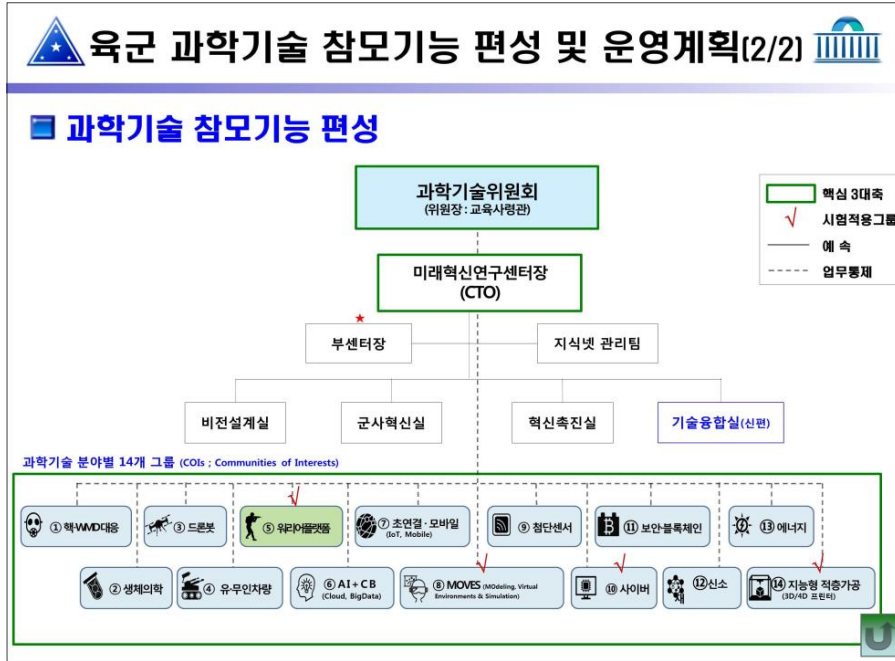 육군 과학기술 참모기능 편성 및 운영계획(2/2)
과학기술 참모기능 편성
과학기술위원회
(위원장 : 교육사령관)
핵심 3대축
시험적용그룹
예 속
업무통제
미래혁신연구센터장
(CTO)
부센터장
지식넷 관리팀
비전설계실
군사혁신실
혁신촉진실
기술융합실(신편)
과학기술 분야별 14개 그룹 (COIs ; Communities of Interests)
① 핵·WMD대응
③ 드론봇
⑤ 워리어플랫폼
⑦ 초연결·모바일
(IoT, Mobile)
⑨ 첨단센서
⑪ 보안·블록체인
⑬ 에너지
② 생체의학
④ 유·무인차량
⑥ AI+CB
(Cloud, BigData)
⑧ MOVES (MOdeling, Virtual
Environments & Simulation)
⑩ 사이버
⑫신소
⑭ 지능형 적층가공
(3D/4D 프린터)